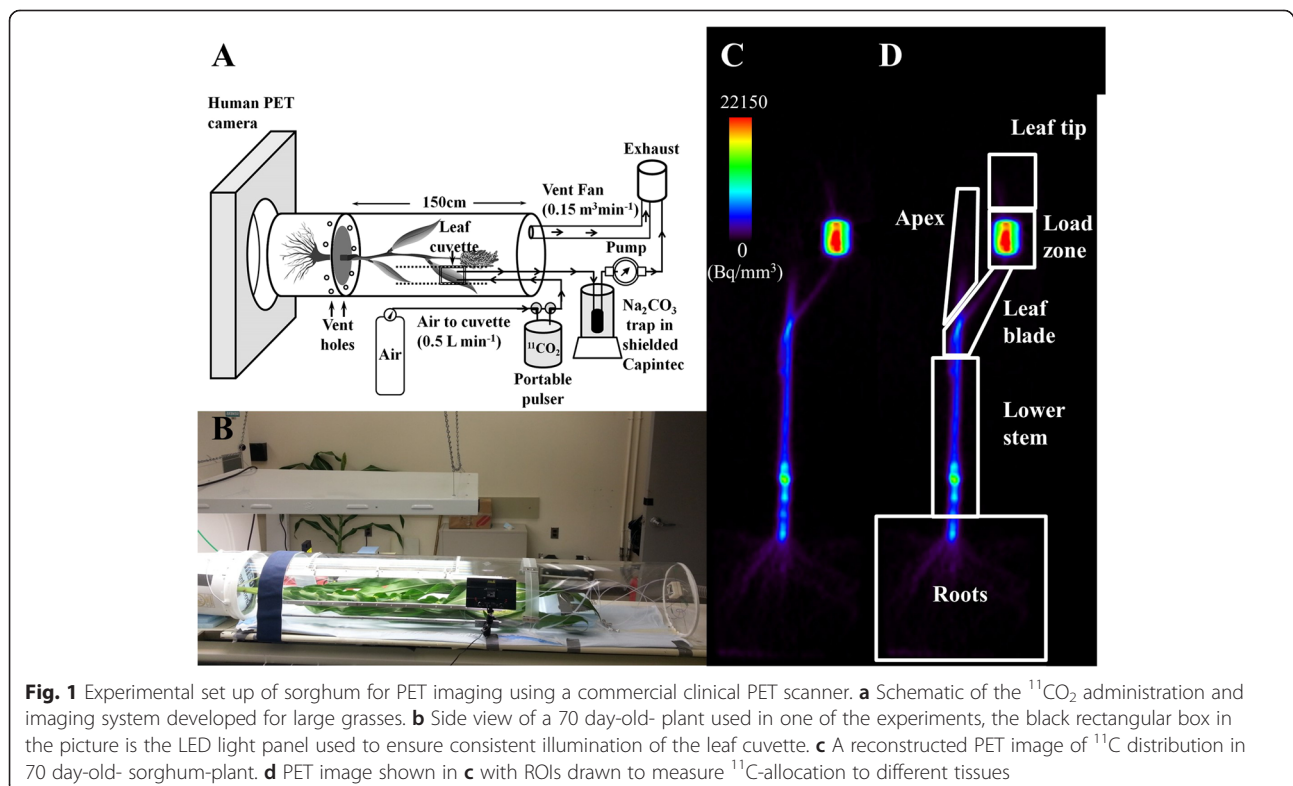 A
Human PET
camera
150cm
Leaf
cuvette
Vent Fan
(0.15 m³min⁻¹)
Exhaust
Pump
Vent
holes
Air
Air to cuvette
(0.5 L min⁻¹)
¹¹CO₂
Portable
pulser
Na₂CO₃
trap in
shielded
Capintec
B
C
22150
0
(Bq/mm³)
D
Leaf tip
Apex
Load
zone
Leaf
blade
Lower
stem
Roots
Fig. 1 Experimental set up of sorghum for PET imaging using a commercial clinical PET scanner. a Schematic of the ¹¹CO₂ administration and
imaging system developed for large grasses. b Side view of a 70 day-old- plant used in one of the experiments, the black rectangular box in
the picture is the LED light panel used to ensure consistent illumination of the leaf cuvette. c A reconstructed PET image of ¹¹C distribution in
70 day-old- sorghum-plant. d PET image shown in c with ROIs drawn to measure ¹¹C-allocation to different tissues